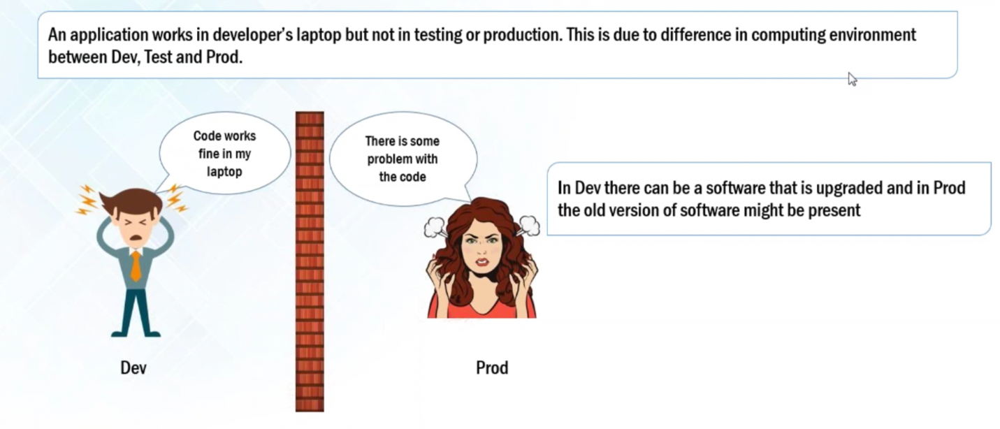 An application works in developer's laptop but not in testing or production. This is due to difference in computing environment
between Dev, Test and Prod.
Code works
fine in my
laptop
There is some
problem with
the code
In Dev there can be a software that is upgraded and in Prod
the old version of software might be present
Dev
Prod